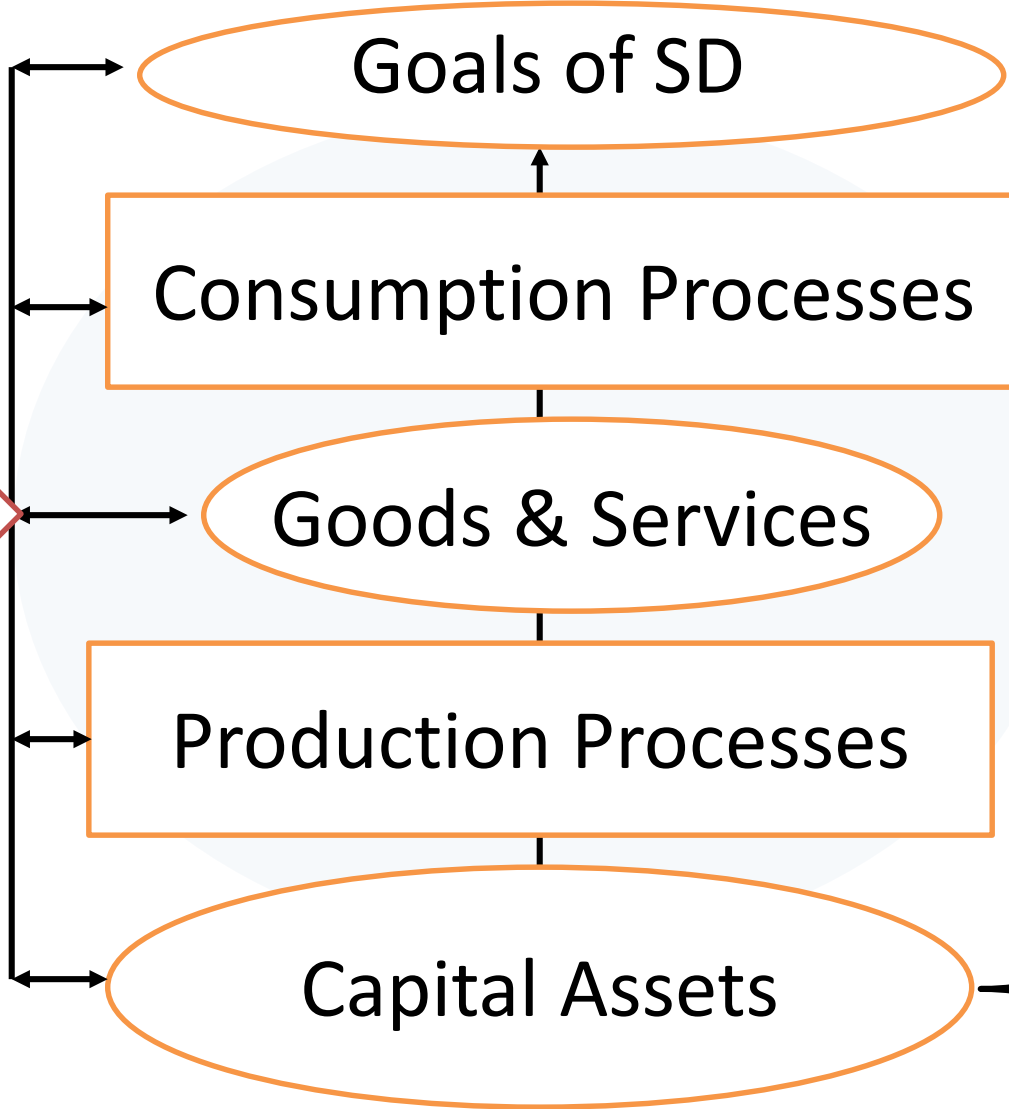 Goals of SD
Consumption Processes
Goods & Services
Production Processes
Capital Assets